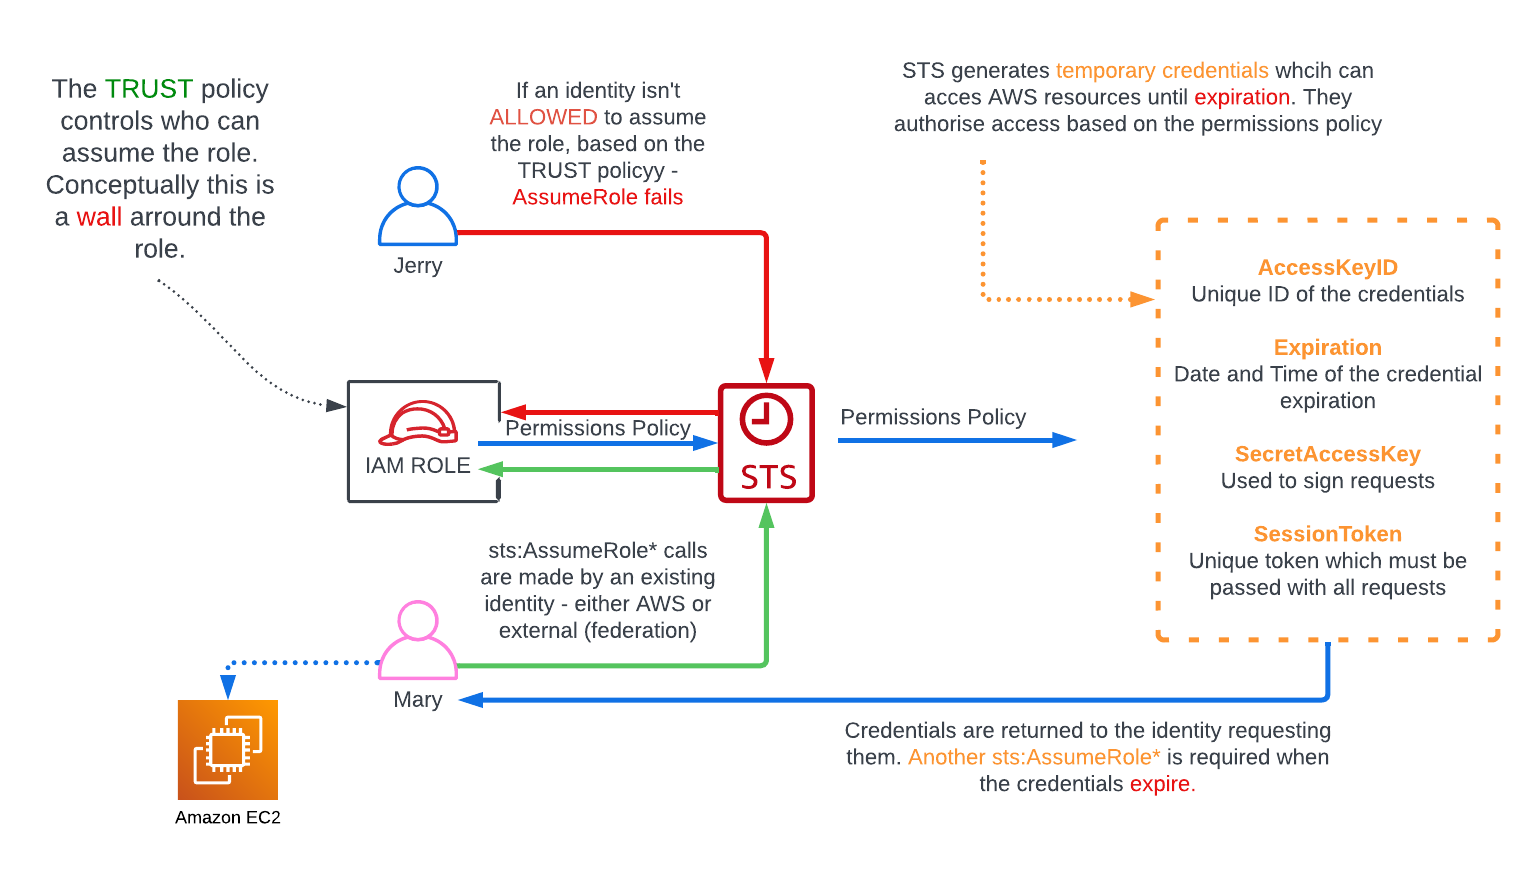 The TRUST policy
controls who can
assume the role.
Conceptually this is
a wall arround the
role.
If an identity isn't
ALLOWED to assume
the role, based on the
TRUST policyy -
AssumeRole fails
STS generates temporary credentials whcih can
acces AWS resources until expiration. They
authorise access based on the permissions policy
Jerry
AccessKeyID
Unique ID of the credentials
Expiration
Date and Time of the credential
expiration
SecretAccessKey
Used to sign requests
SessionToken
Unique token which must be
passed with all requests
IAM ROLE
Permissions Policy
STS
Permissions Policy
sts:AssumeRole* calls
are made by an existing
identity - either AWS or
external (federation)
Mary
Amazon EC2
Credentials are returned to the identity requesting
them. Another sts:AssumeRole* is required when
the credentials expire.